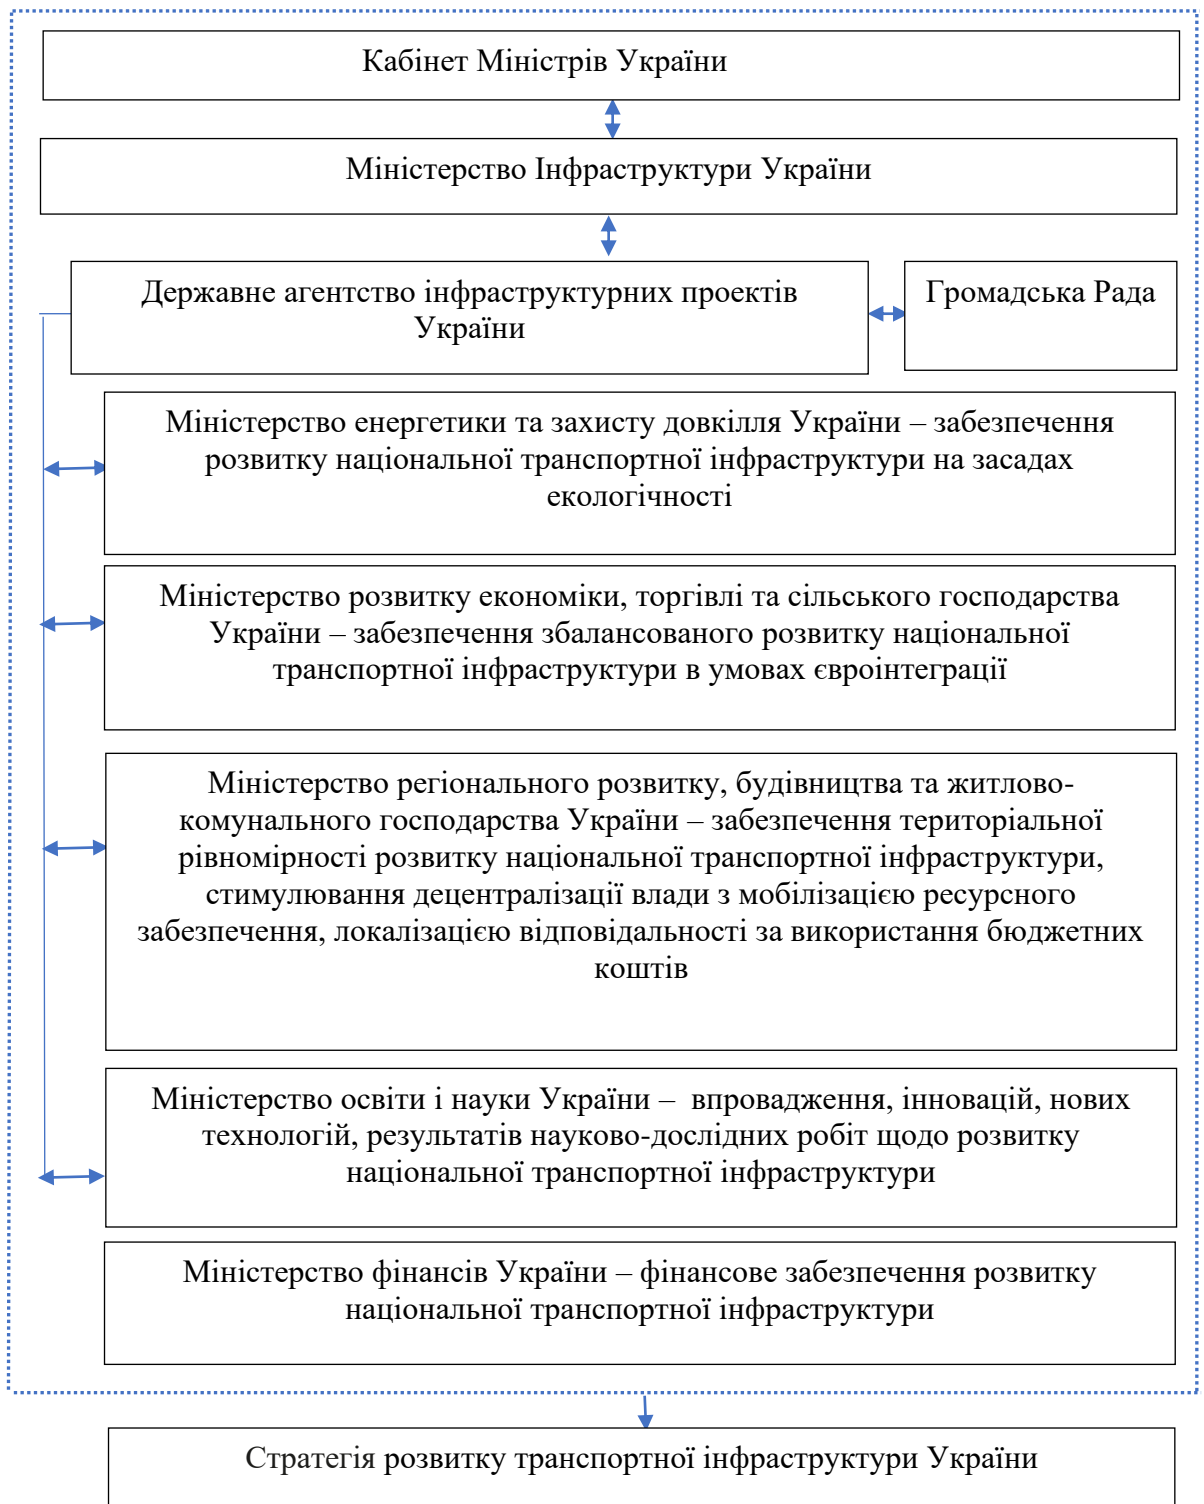 Кабінет Міністрів України
Міністерство Інфраструктури України
Державне агентство інфраструктурних проектів
України
Громадська Рада
Міністерство енергетики та захисту довкілля України – забезпечення
розвитку національної транспортної інфраструктури на засадах
екологічності
Міністерство розвитку економіки, торгівлі та сільського господарства
України – забезпечення збалансованого розвитку національної
транспортної інфраструктури в умовах євроінтеграції
Міністерство регіонального розвитку, будівництва та житлово-
комунального господарства України – забезпечення територіальної
рівномірності розвитку національної транспортної інфраструктури,
стимулювання децентралізації влади з мобілізацією ресурсного
забезпечення, локалізацією відповідальності за використання бюджетних
коштів
Міністерство освіти і науки України –  впровадження, інновацій, нових
технологій, результатів науково-дослідних робіт щодо розвитку
національної транспортної інфраструктури
Міністерство фінансів України – фінансове забезпечення розвитку
національної транспортної інфраструктури
Стратегія розвитку транспортної інфраструктури України